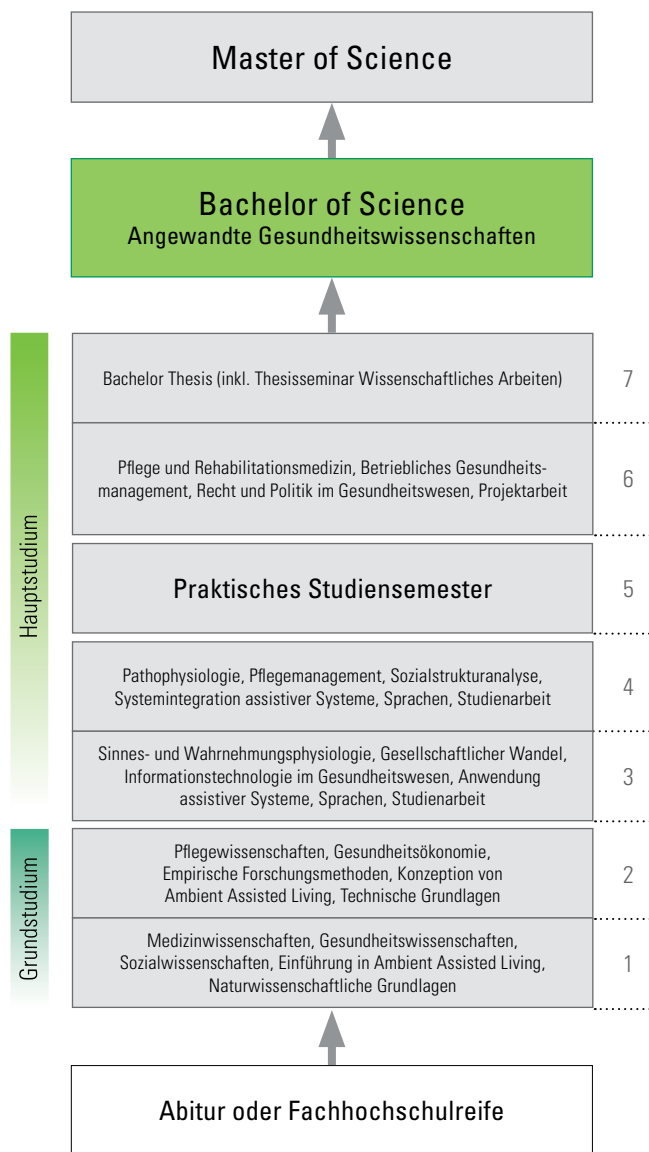 Master of Science
Bachelor of Science
Angewandte Gesundheitswissenschaften
Hauptstudium
Bachelor Thesis (inkl. Thesisseminar Wissenschaftliches Arbeiten)
7
Pflege und Rehabilitationsmedizin, Betriebliches Gesundheits-
management, Recht und Politik im Gesundheitswesen, Projektarbeit
6
Praktisches Studiensemester
5
Pathophysiologie, Pflegemanagement, Sozialstrukturanalyse,
Systemintegration assistiver Systeme, Sprachen, Studienarbeit
4
Sinnes- und Wahrnehmungsphysiologie, Gesellschaftlicher Wandel,
Informationstechnologie im Gesundheitswesen, Anwendung
assistiver Systeme, Sprachen, Studienarbeit
3
Grundstudium
Pflegewissenschaften, Gesundheitsökonomie,
Empirische Forschungsmethoden, Konzeption von
Ambient Assisted Living, Technische Grundlagen
2
Medizinwissenschaften, Gesundheitswissenschaften,
Sozialwissenschaften, Einführung in Ambient Assisted Living,
Naturwissenschaftliche Grundlagen
1
Abitur oder Fachhochschulreife